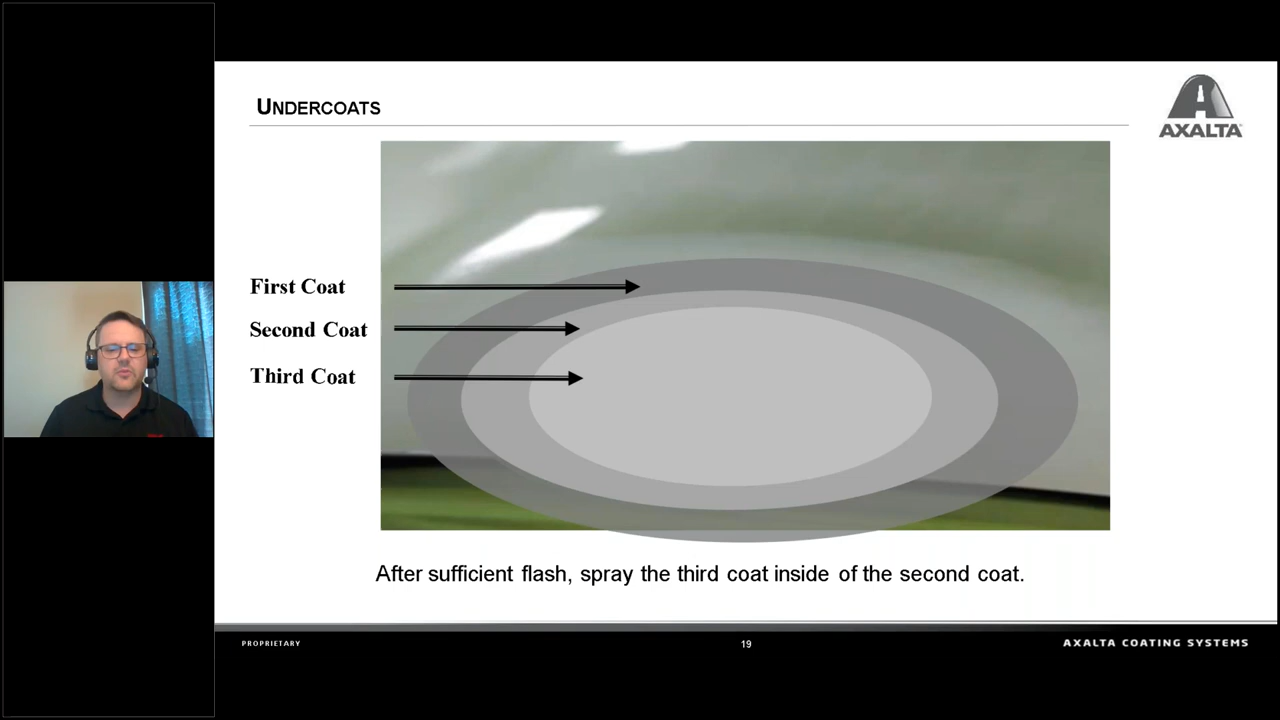 UNDERCOATS
AXALTA
First Coat
Second Coat
Third Coat
After sufficient flash, spray the third coat inside of the second coat.
PROPRIETARY
19
AXALTA COATING SYSTEMS